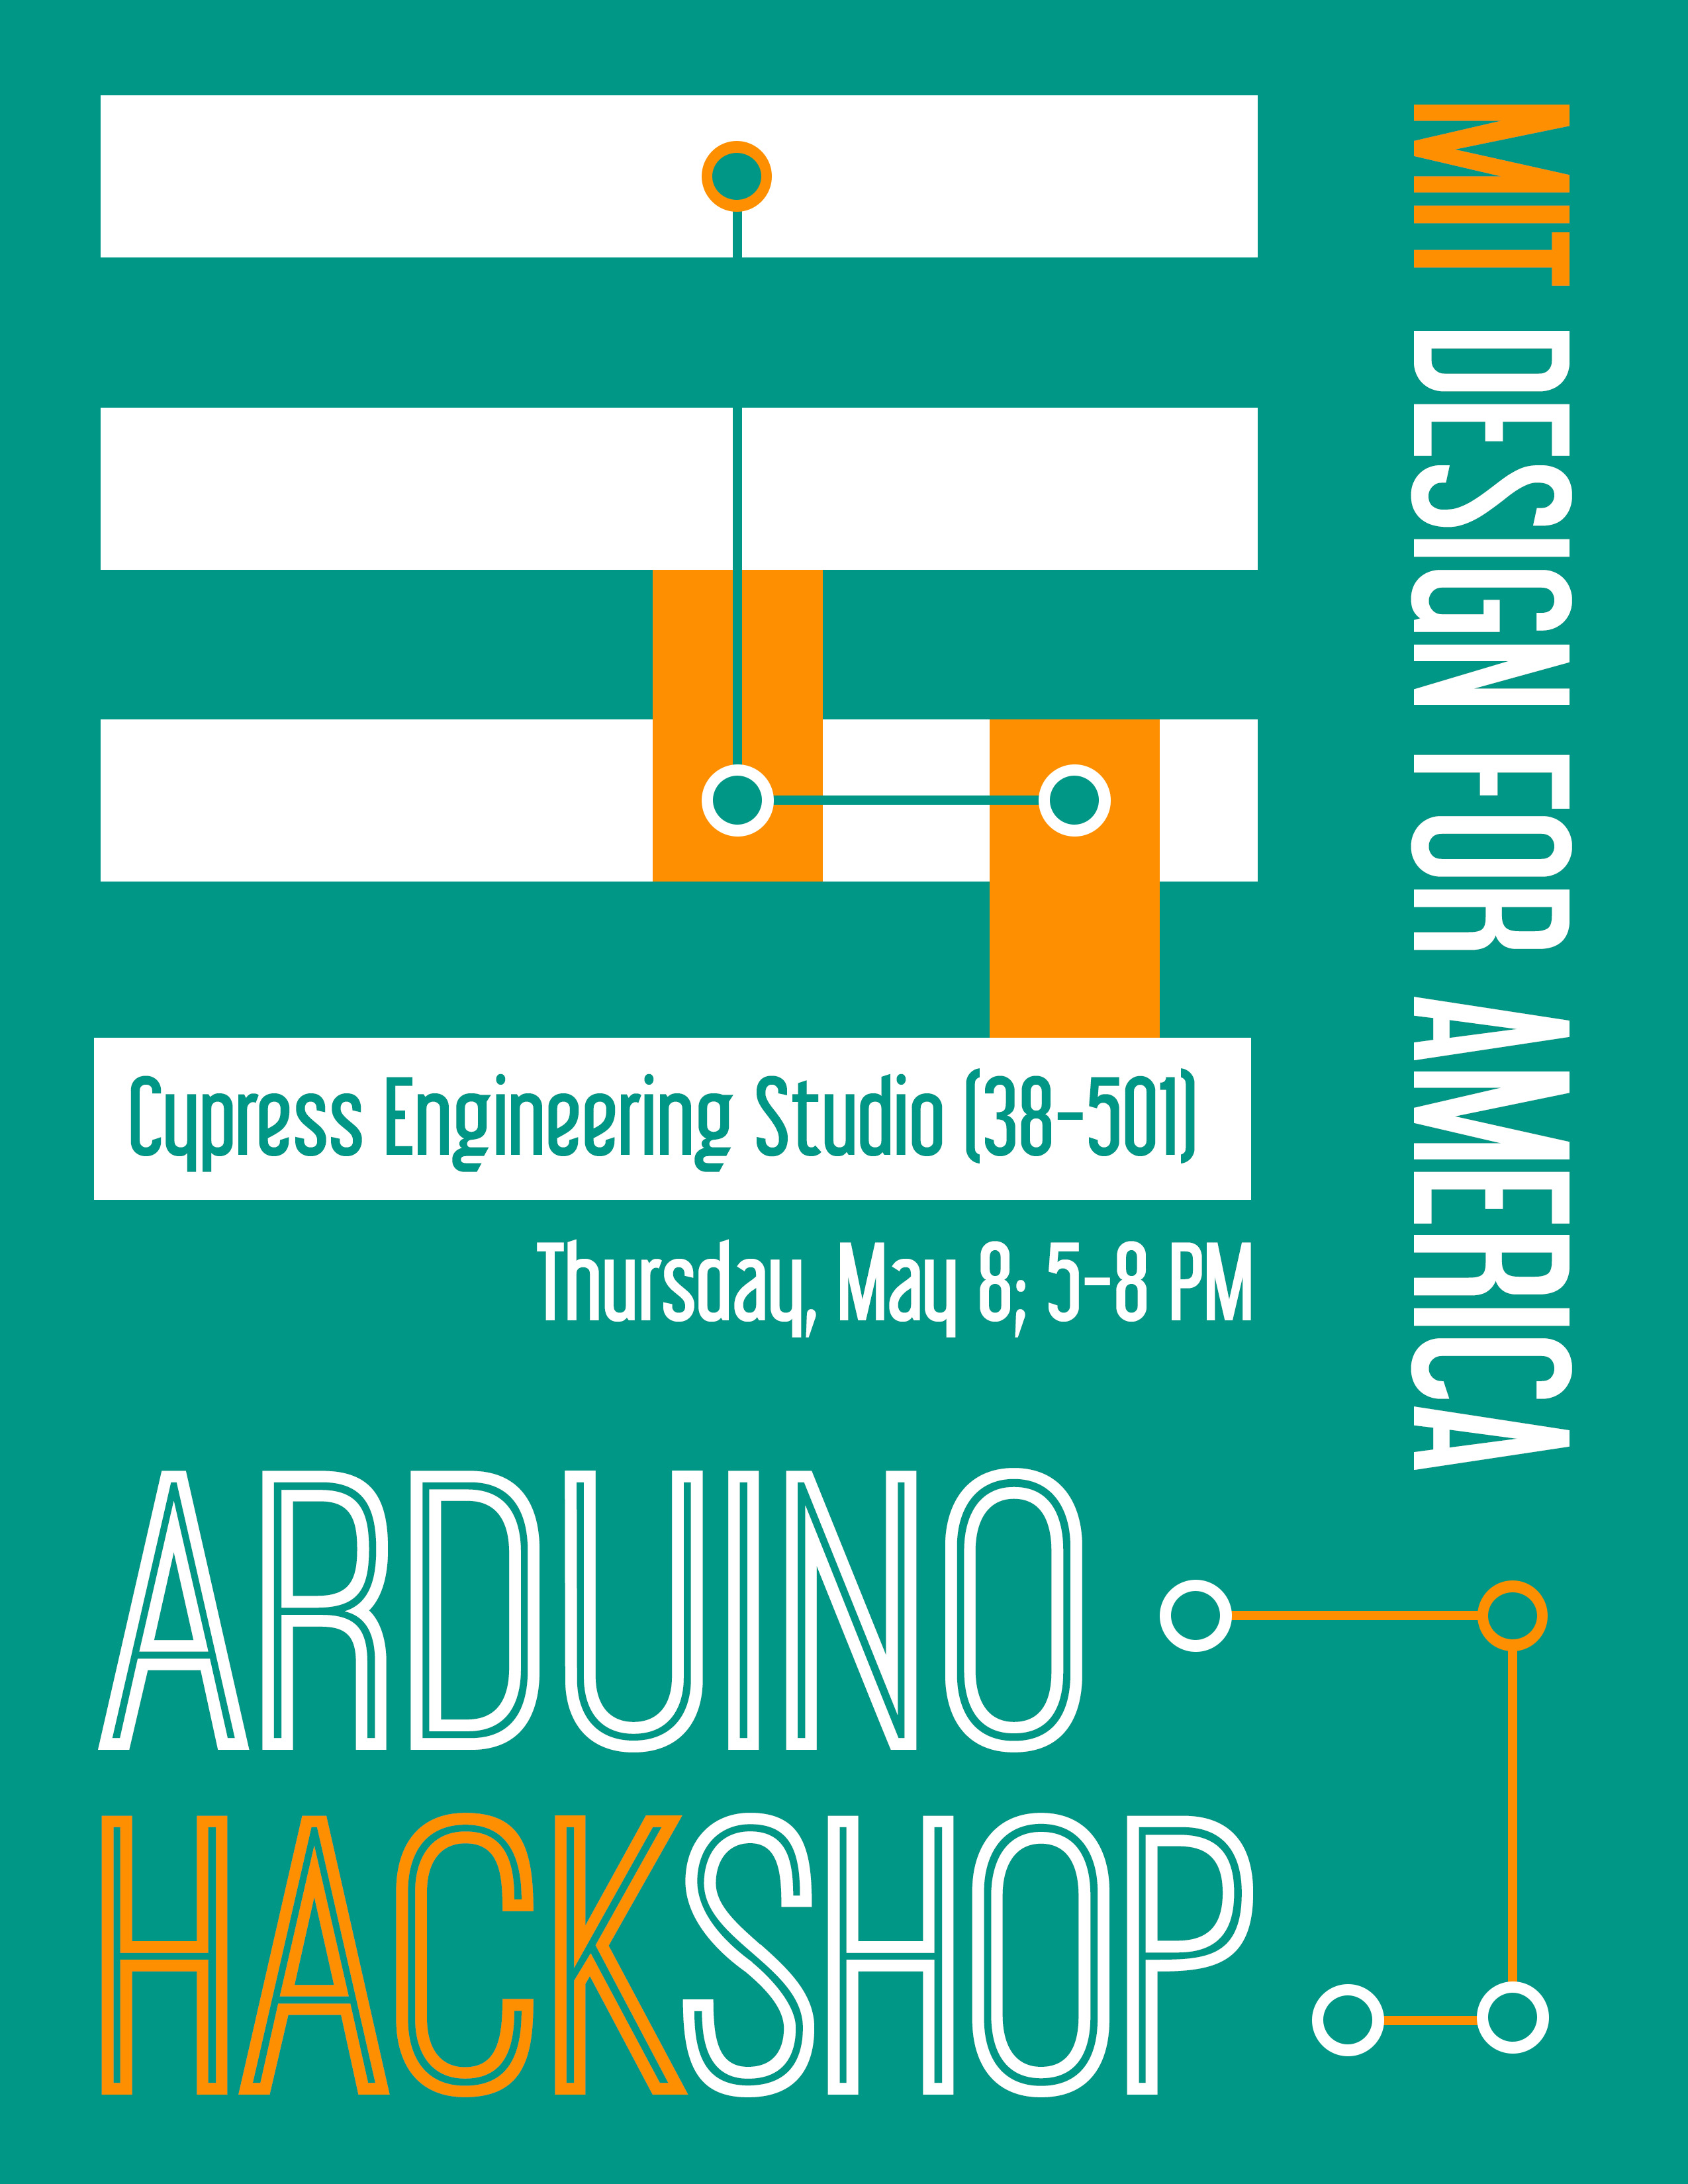 MIT DESIGN FOR AMERICA
Cypress Engineering Studio (38-501)
Thursday, May 8; 5-8 PM
ARDUINO
HACKSHOP